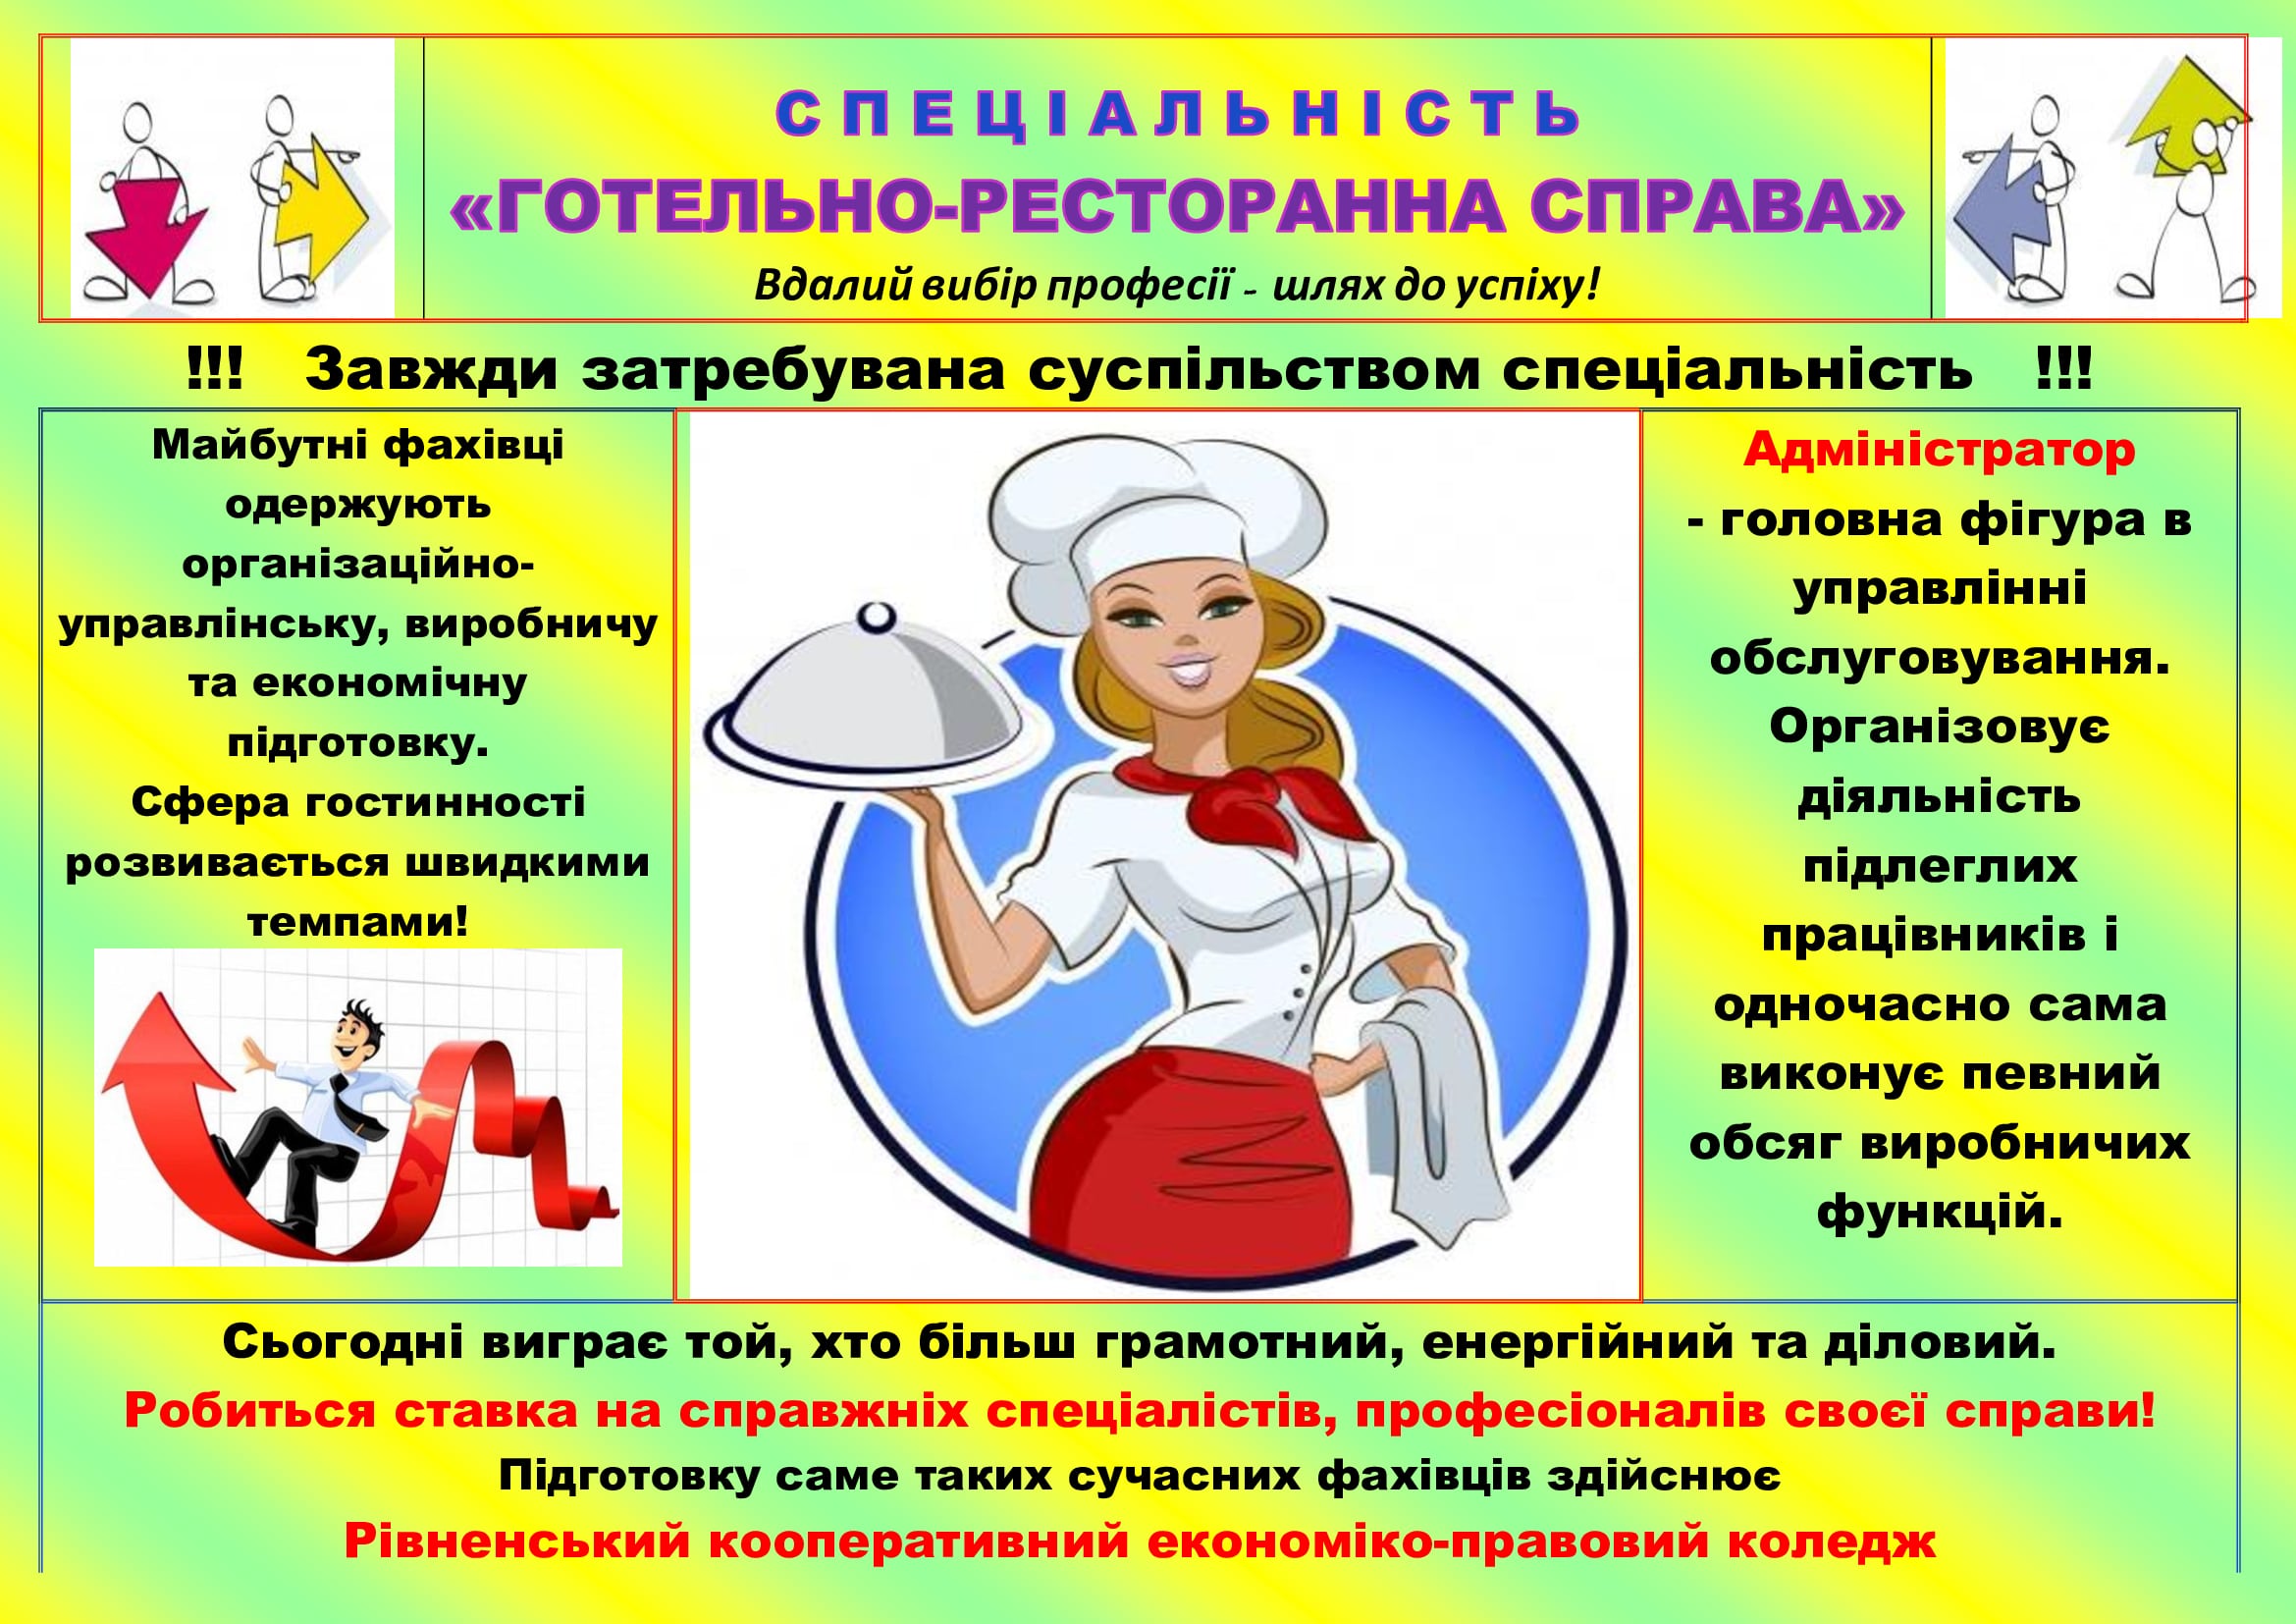 СПЕЦІАЛЬНІСТЬ
«ГОТЕЛЬНО-РЕСТОРАННА СПРАВА»
Вдалий вибір професії - шлях до успіху!
!!! Завжди затребувана суспільством спеціальність !!!
Майбутні фахівці
одержують
організаційно-
управлінську, виробничу
та економічну
підготовку.
Сфера гостинності
розвивається швидкими
темпами!
Адміністратор
- головна фігура в
управлінні
обслуговування.
Організовує
діяльність
підлеглих
працівників і
одночасно сама
виконує певний
обсяг виробничих
функцій.
Сьогодні виграє той, хто більш грамотний, енергійний та діловий.
Робиться ставка на справжніх спеціалістів, професіоналів своєї справи!
Підготовку саме таких сучасних фахівців здійснює
Рівненський кооперативний економіко-правовий коледж